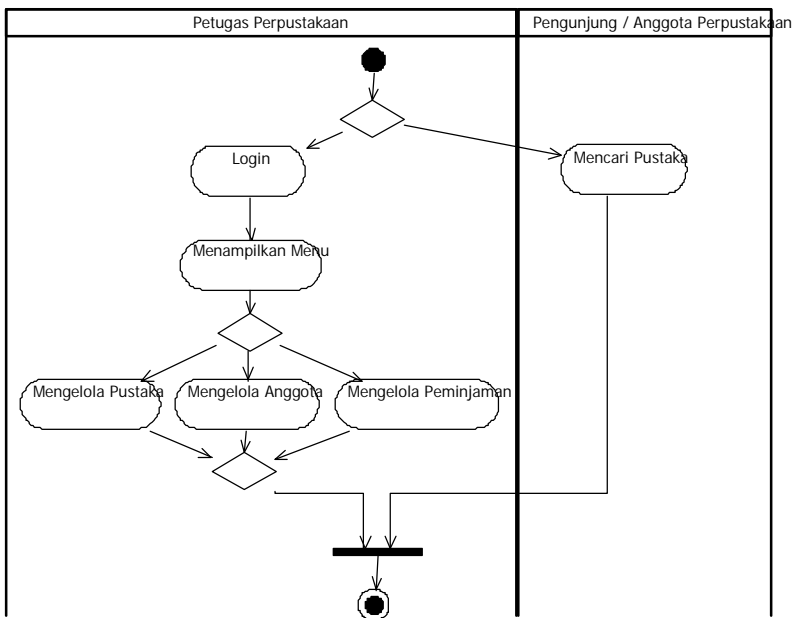 Petugas Perpustakaan
Pengunjung / Anggota Perpustakaan
Login
Mencari Pustaka
Menampilkan Menu
Mengelola Pustaka
Mengelola Anggota
Mengelola Peminjaman